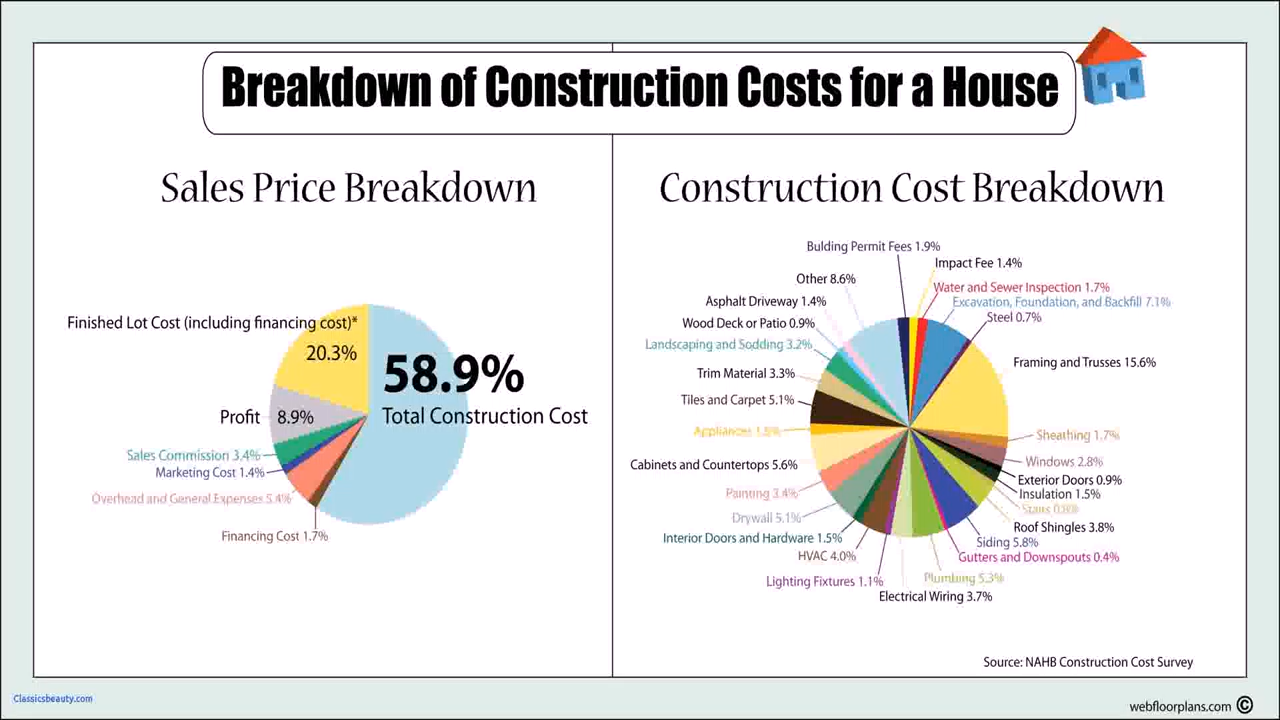 Breakdown of Construction Costs for a House
Sales Price Breakdown
Finished Lot Cost (including financing cost)*
20.3%
58.9%
Total Construction Cost
Profit 8.9%
Sales Commission 3.4%
Marketing Cost 1.4%
Overhead and General Expenses 5.4%
Financing Cost 1.7%
Construction Cost Breakdown
Bulding Permit Fees 1.9%
Impact Fee 1.4%
Other 8.6%
Water and Sewer Inspection 1.7%
Asphalt Driveway 1.4%
Excavation, Foundation, and Backfill 7.1%
Wood Deck or Patio 0.9%
Steel 0.7%
Landscaping and Sodding 3.2%
Framing and Trusses 15.6%
Trim Material 3.3%
Tiles and Carpet 5.1%
Appliances
Sheathing 1.7%
Cabinets and Countertops 5.6%
Windows 2.8%
Exterior Doors 0.9%
Painting 3.4%
Insulation 1.5%
Stairs
Drywall 5.1%
Roof Shingles 3.8%
Interior Doors and Hardware 1.5%
Siding 5.8%
HVAC 4.0%
Gutters and Downspouts 0.4%
Lighting Fixtures 1.1%
Plumbing 5.3%
Electrical Wiring 3.7%
Source: NAHB Construction Cost Survey
Classicsbeauty.com
webfloorplans.com ©